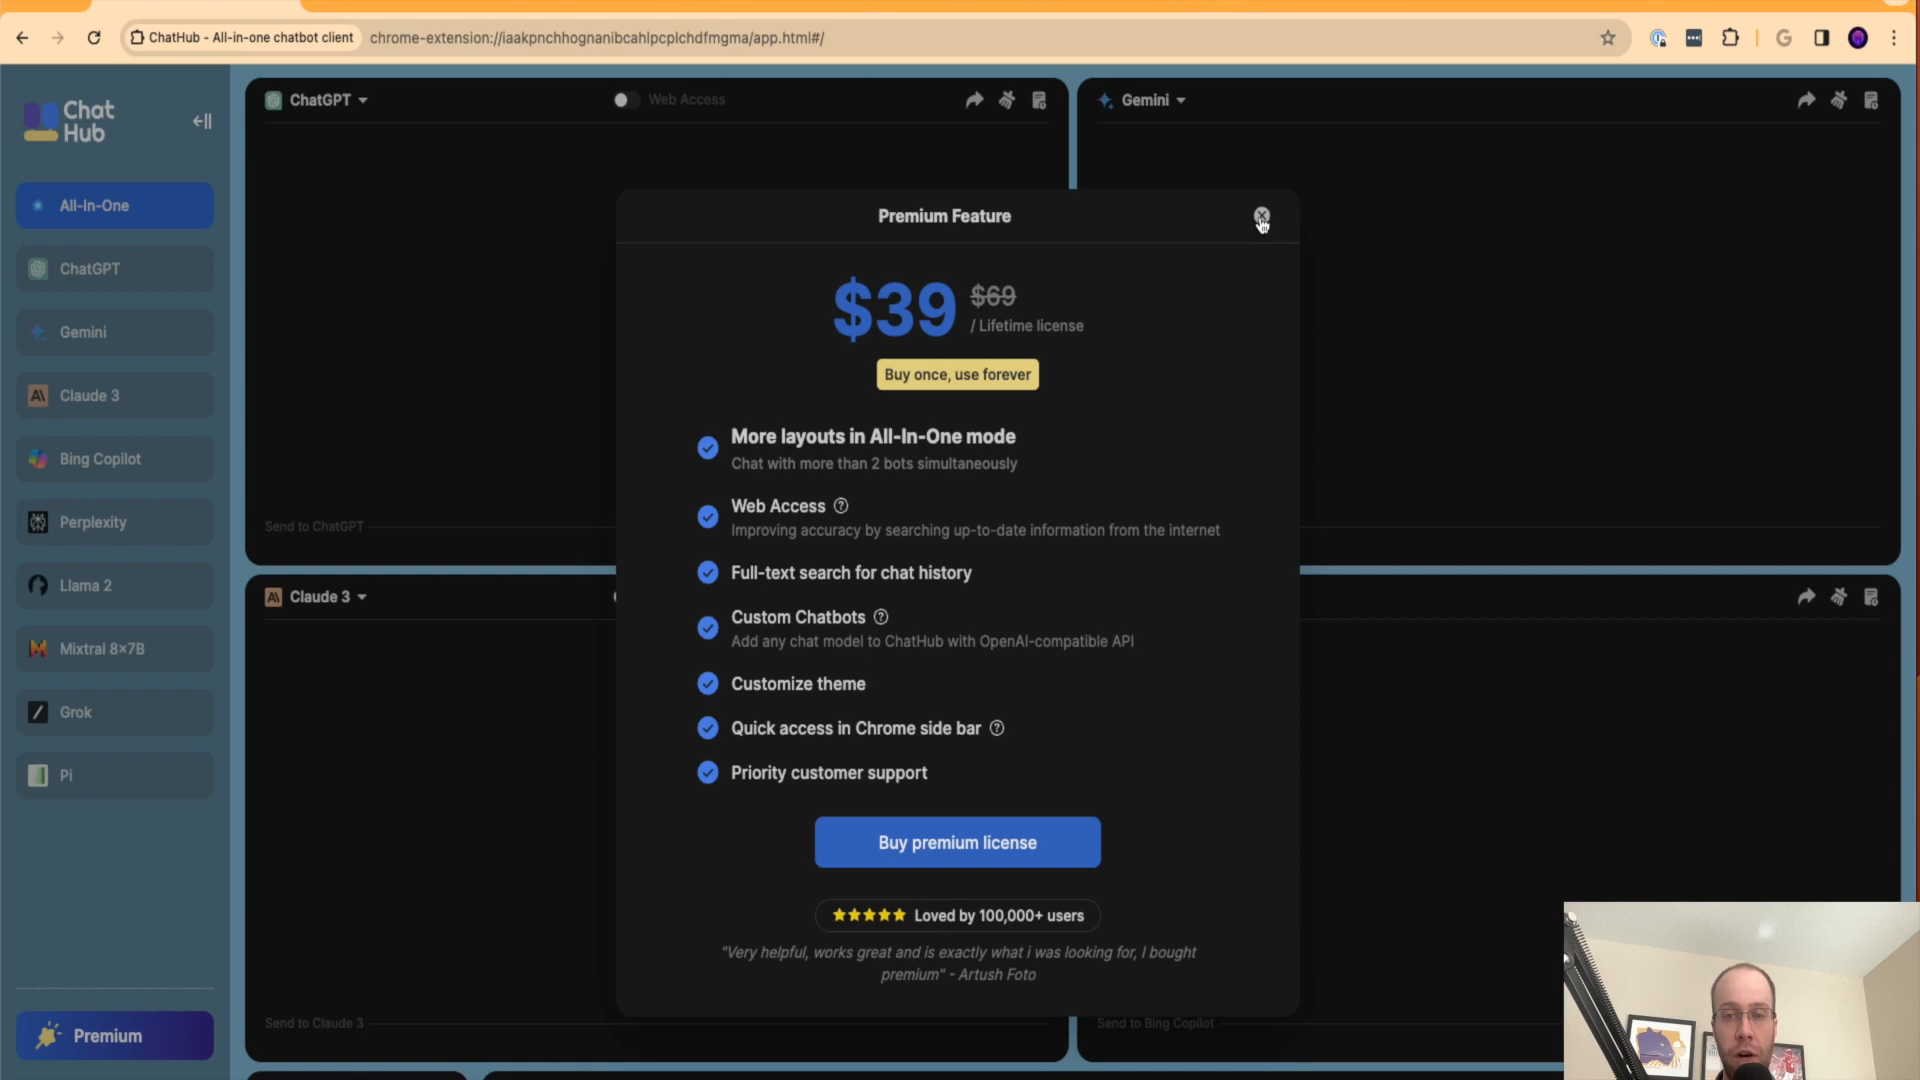 ChatHub - All-in-one chatbot client
chrome-extension://iaakpnchhognanibcahlpcplchdfmgma/app.html#/
Chat
Hub
All-In-One
ChatGPT
Gemini
Claude 3
Bing Copilot
Perplexity
Llama 2
Mixtral 8x7B
Grok
Pi
Premium
ChatGPT
Web Access
Gemini
Send to ChatGPT
Claude 3
Send to Claude 3
Send to Bing Copilot
Premium Feature
$39
$69
/ Lifetime license
Buy once, use forever
More layouts in All-In-One mode
Chat with more than 2 bots simultaneously
Web Access
Improving accuracy by searching up-to-date information from the internet
Full-text search for chat history
Custom Chatbots
Add any chat model to ChatHub with OpenAI-compatible API
Customize theme
Quick access in Chrome side bar
Priority customer support
Buy premium license
Loved by 100,000+ users
"Very helpful, works great and is exactly what i was looking for, I bought
premium" - Artush Foto